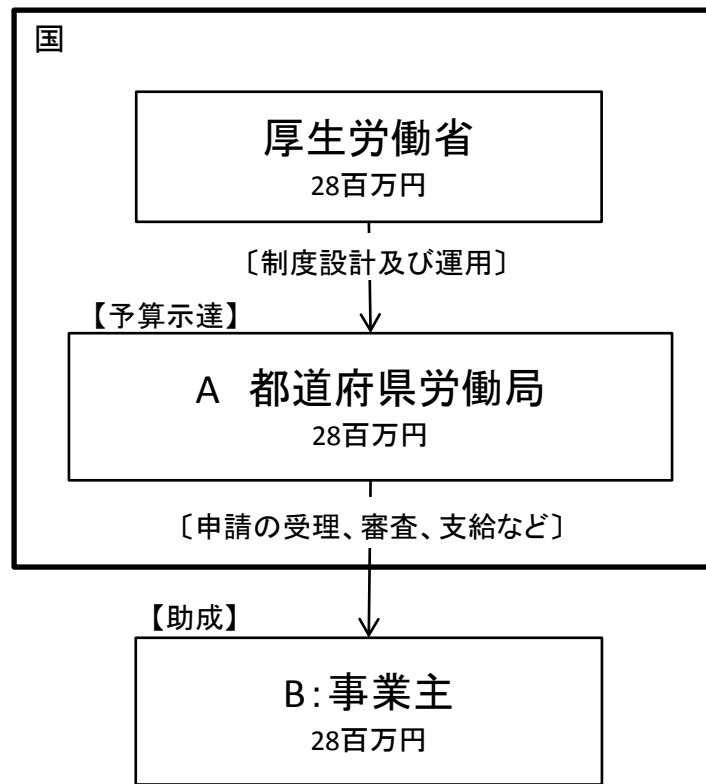 国
厚生労働省
28百万円
〔制度設計及び運用〕
【予算示達】
A 都道府県労働局
28百万円
〔申請の受理、審査、支給など〕
【助成】
B:事業主
28百万円